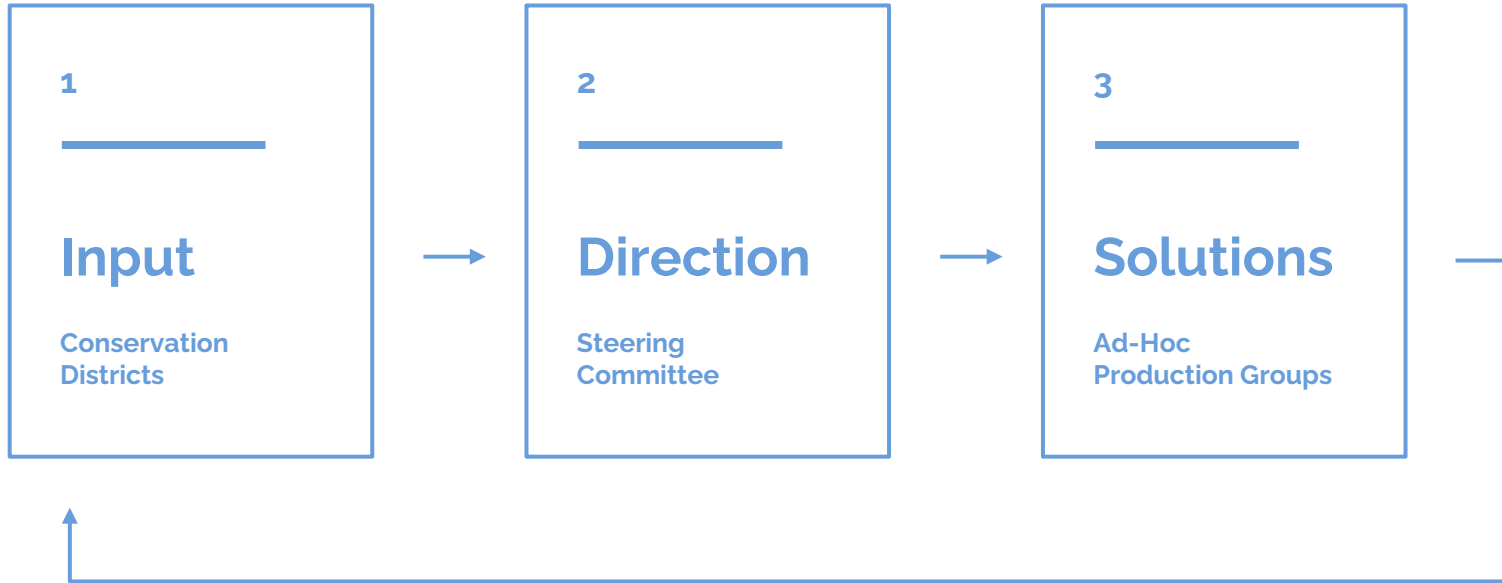 1
Input
Conservation
Districts
2
Direction
Steering
Committee
3
Solutions
Ad-Hoc
Production Groups